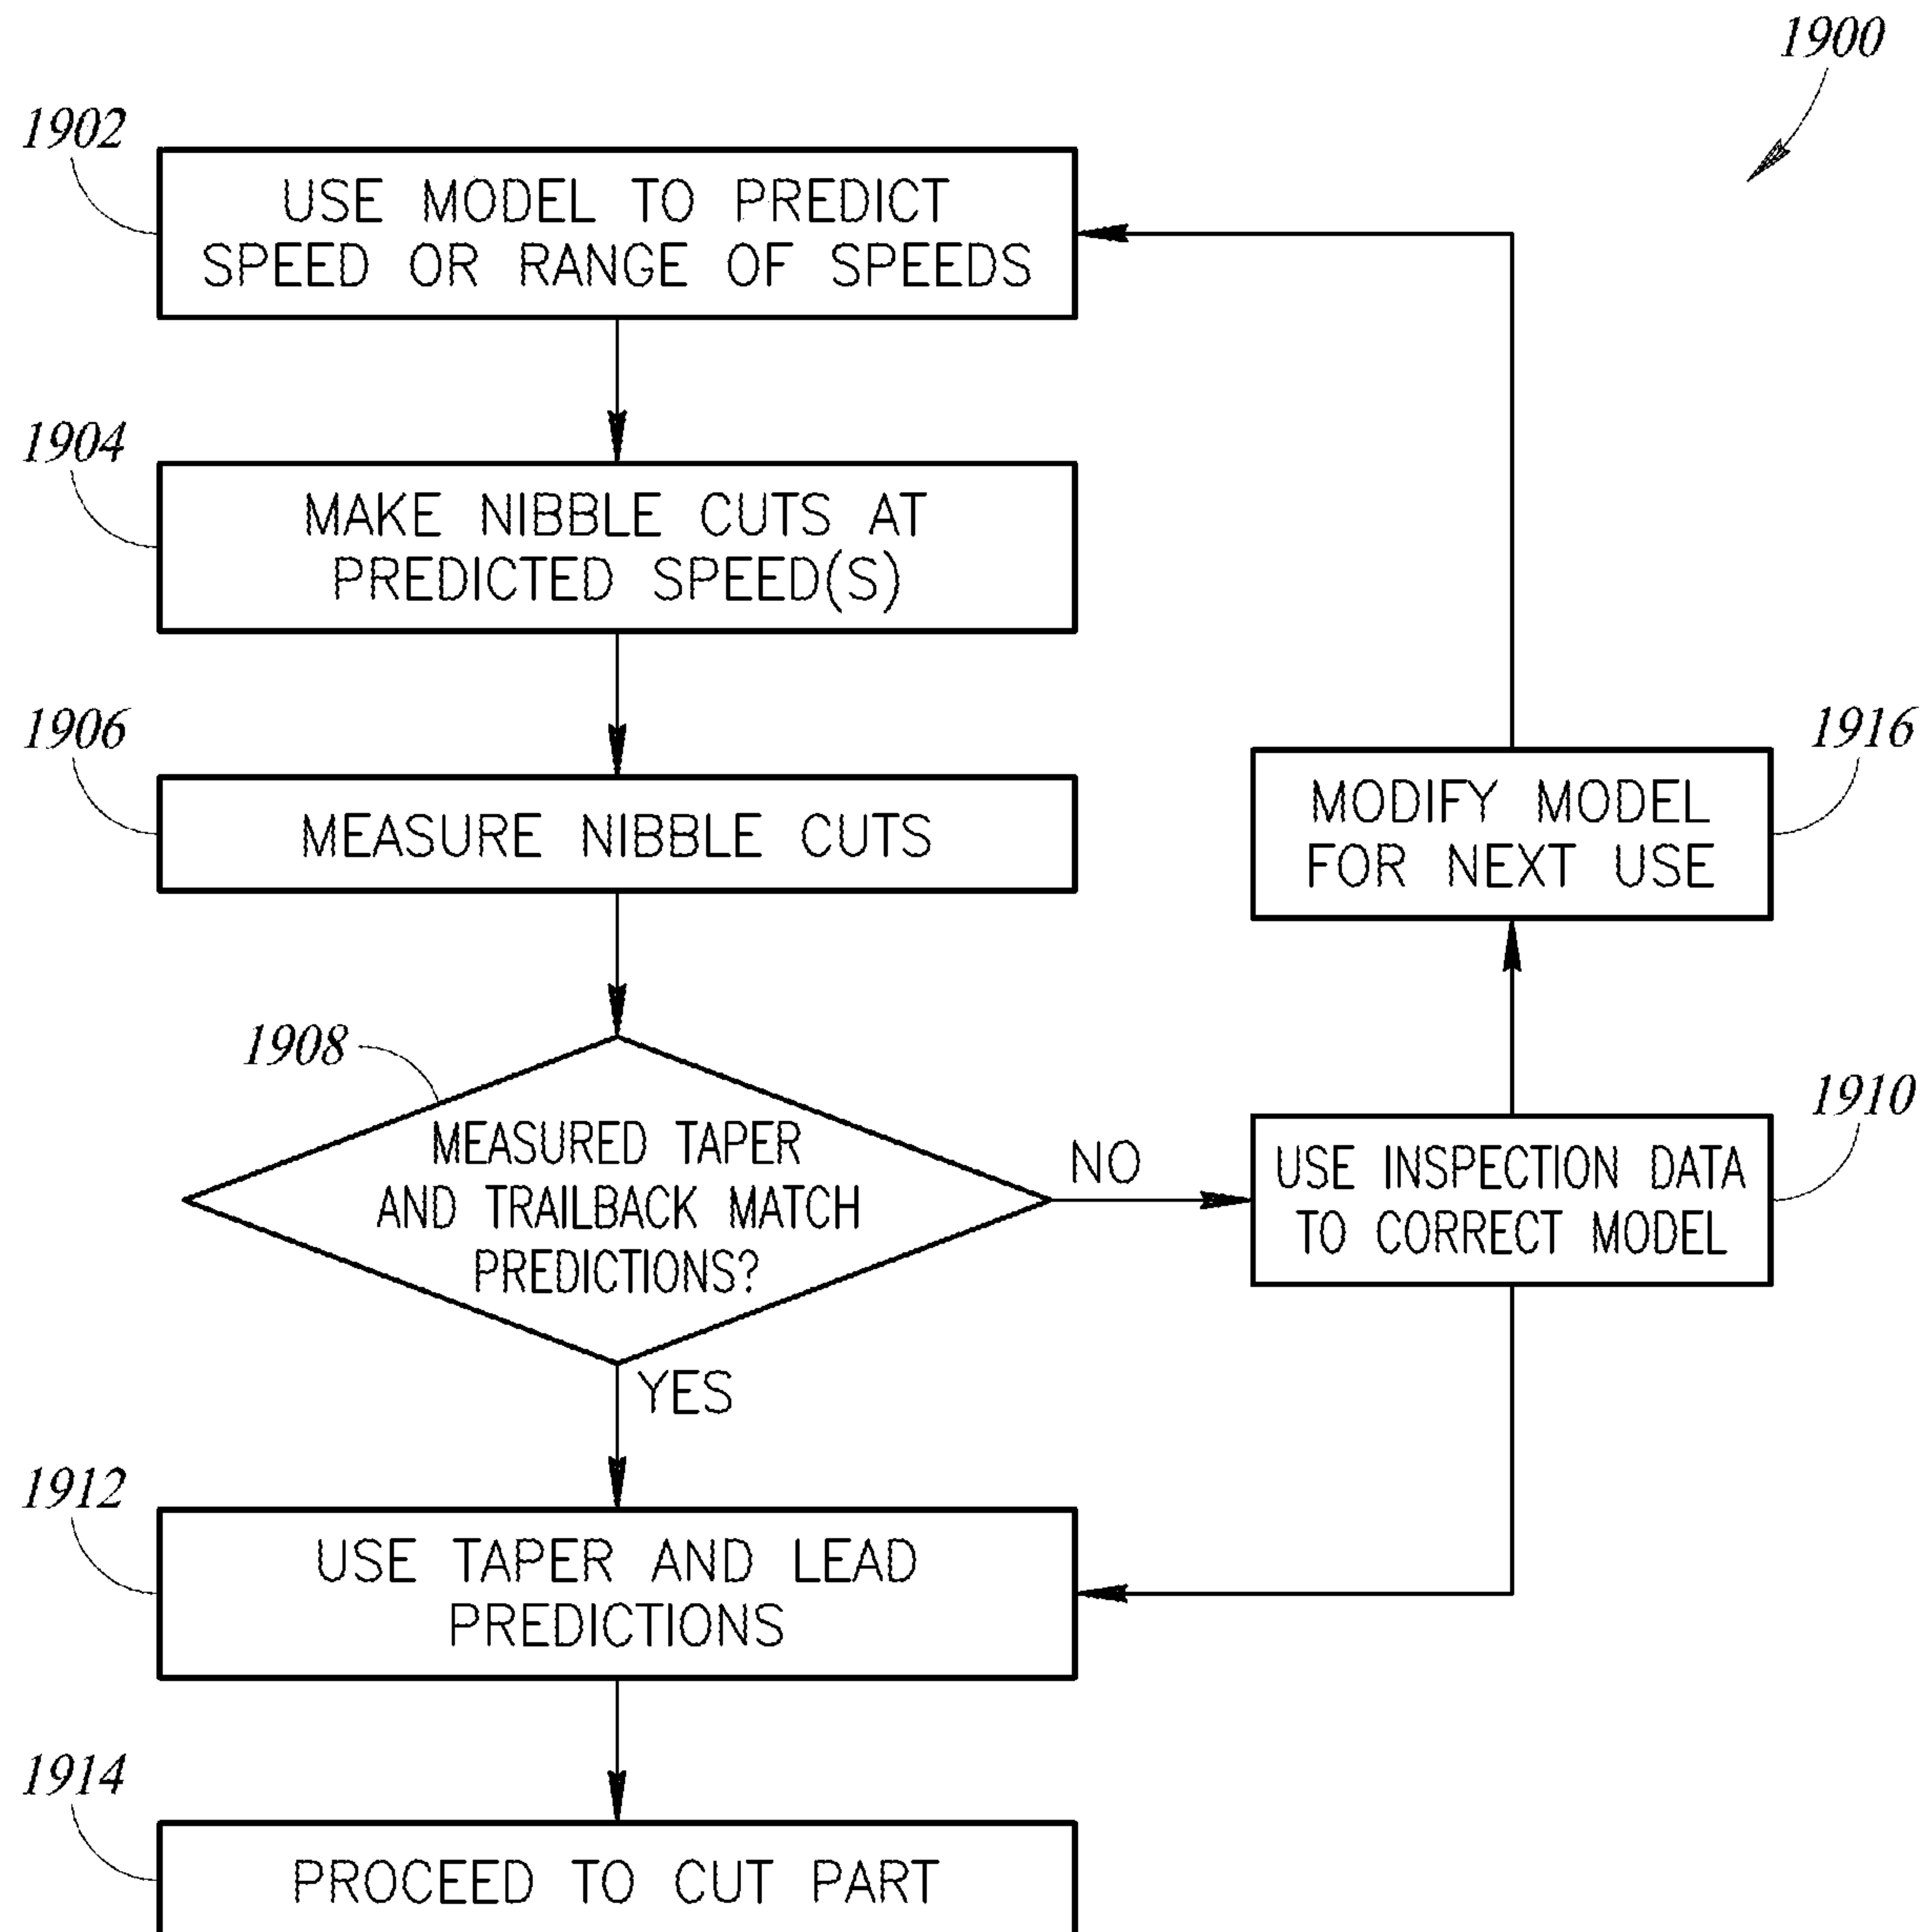 1900
1902
USE MODEL TO PREDICT
SPEED OR RANGE OF SPEEDS
1904
MAKE NIBBLE CUTS AT
PREDICTED SPEED(S)
1906
MEASURE NIBBLE CUTS
1916
MODIFY MODEL
FOR NEXT USE
1908
MEASURED TAPER
AND TRAILBACK MATCH
PREDICTIONS?
NO
1910
USE INSPECTION DATA
TO CORRECT MODEL
YES
1912
USE TAPER AND LEAD
PREDICTIONS
1914
PROCEED TO CUT PART